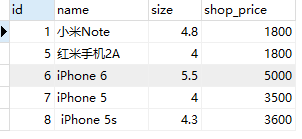 id name size shop_price
1 小米Note 4.8 1800
5 红米手机2A 4 1800
6 iPhone 6 5.5 5000
7 iPhone 5 4 3500
8 iPhone 5s 4.3 3600